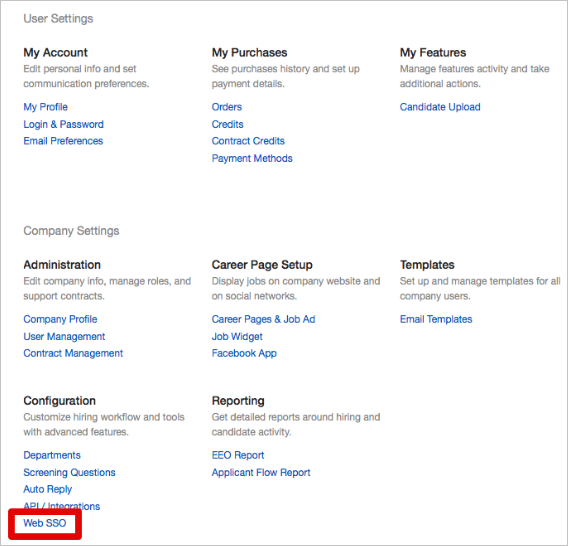 User Settings
My Account
Edit personal info and set
communication preferences.
My Profile
Login & Password
Email Preferences
My Purchases
See purchases history and set up
payment details.
Orders
Credits
Contract Credits
Payment Methods
My Features
Manage features activity and take
additional actions.
Candidate Upload
Company Settings
Administration
Edit company info, manage roles, and
support contracts.
Company Profile
User Management
Contract Management
Career Page Setup
Display jobs on company website and
on social networks.
Career Pages & Job Ad
Job Widget
Facebook App
Templates
Set up and manage templates for all
company users.
Email Templates
Configuration
Customize hiring workflow and tools
with advanced features.
Departments
Screening Questions
Auto Reply
API / Integrations
Web SSO
Reporting
Get detailed reports around hiring and
candidate activity.
EEO Report
Applicant Flow Report